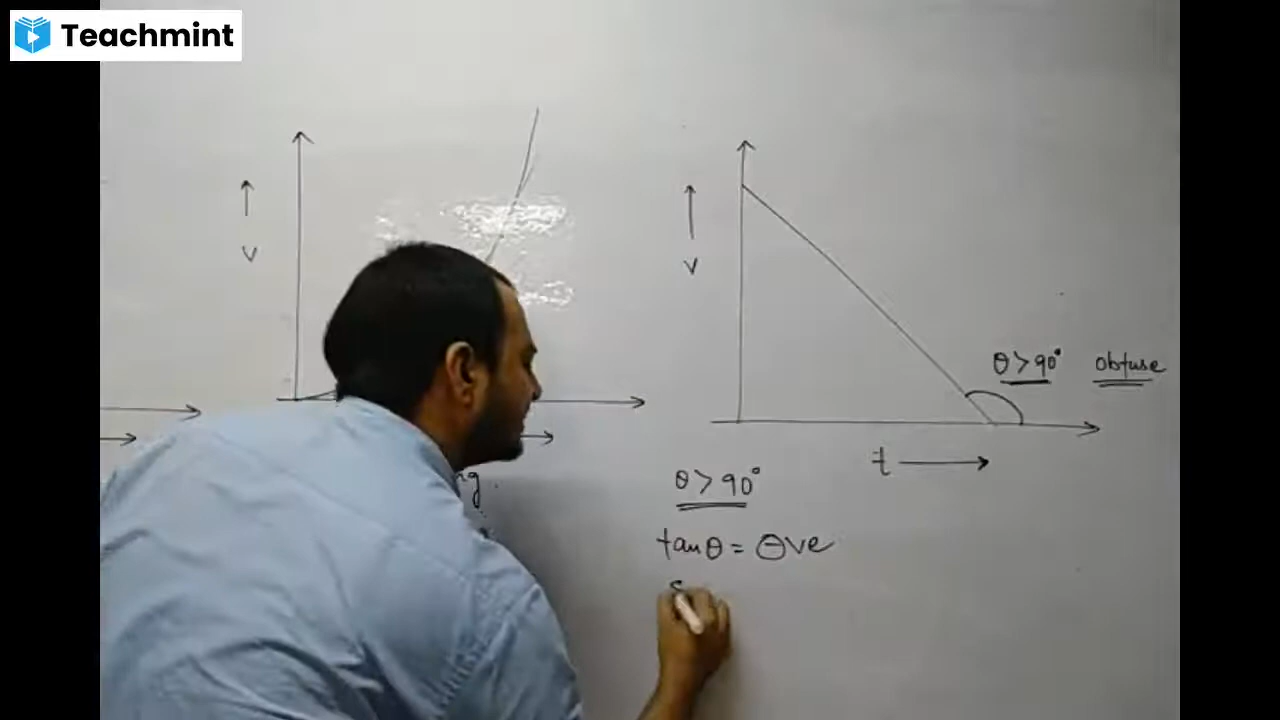 Teachmint
V
V
θ > 90° obtuse
t
θ > 90°
tanθ = ⊖ve